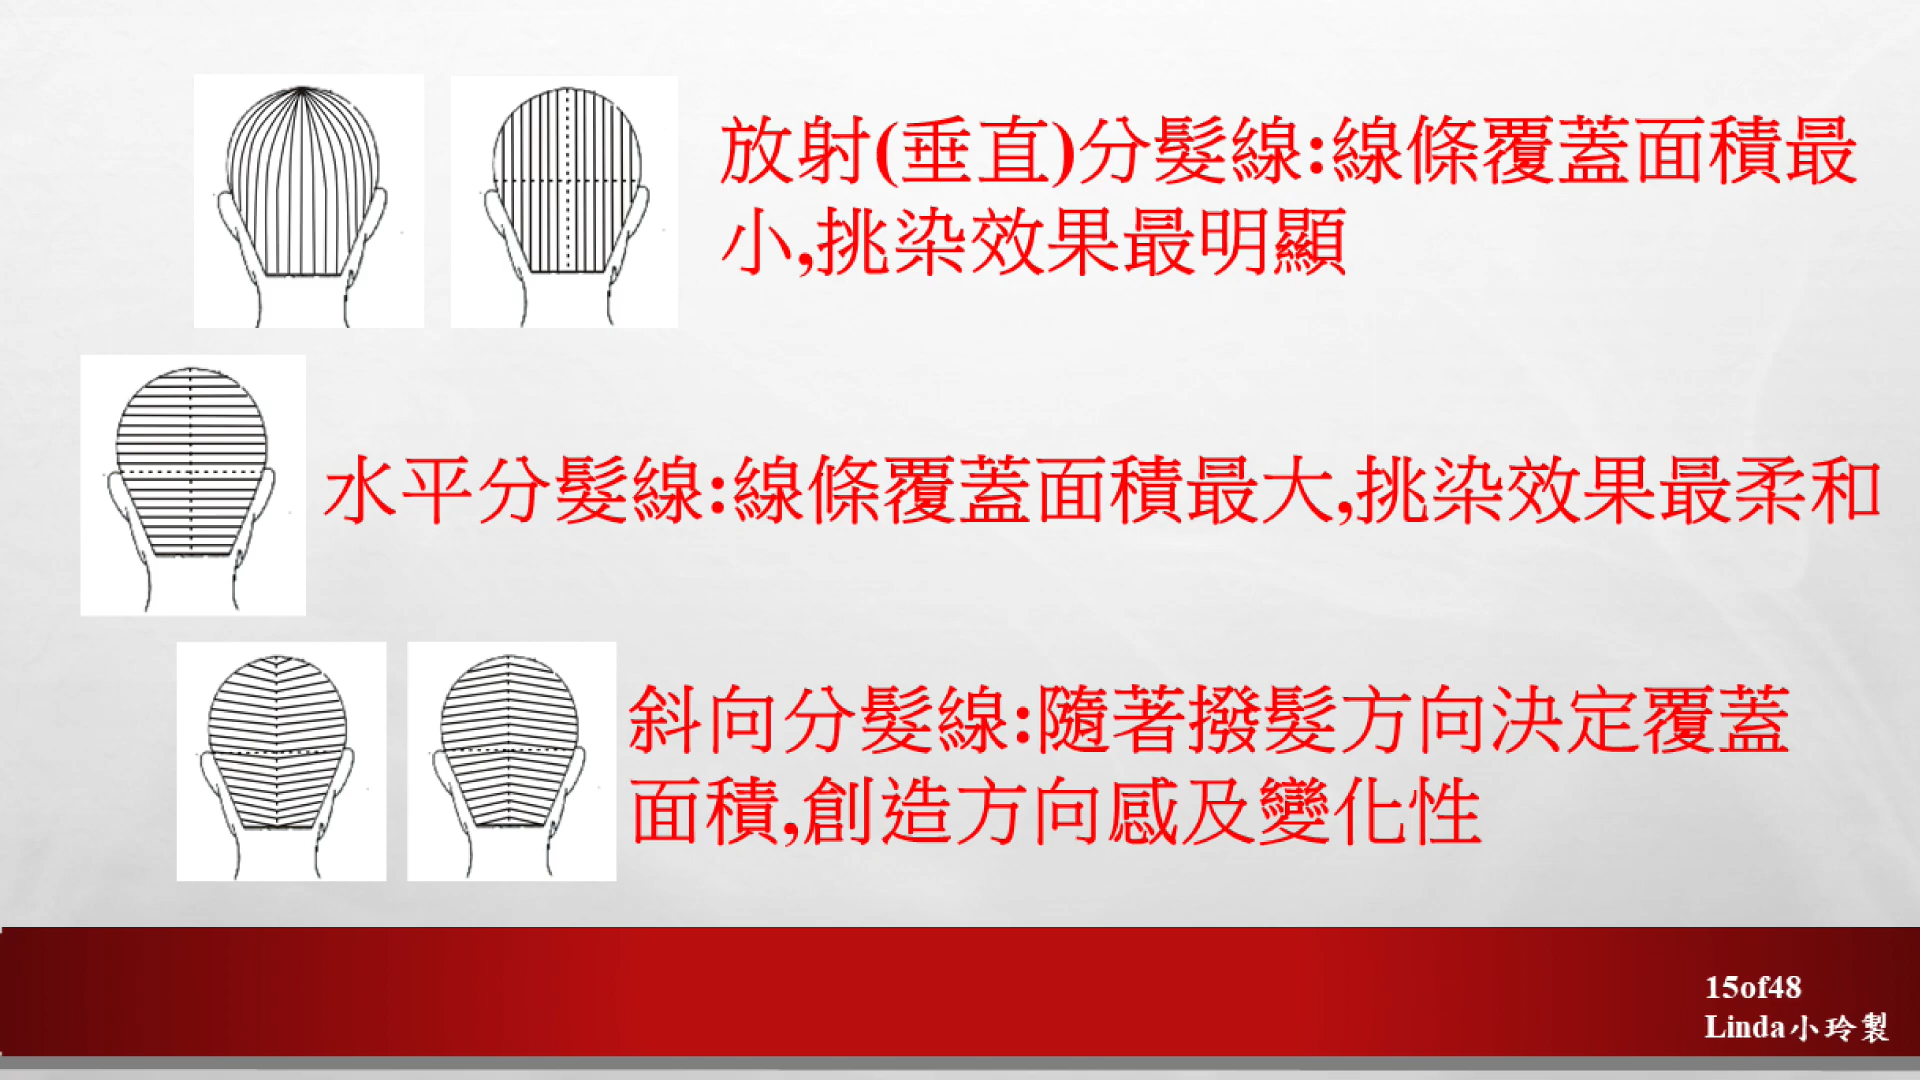 放射(垂直)分髮線:線條覆蓋面積最
小,挑染效果最明顯
水平分髮線:線條覆蓋面積最大,挑染效果最柔和
斜向分髮線:隨著撥髮方向決定覆蓋
面積,創造方向感及變化性
15of48
Linda小玲製